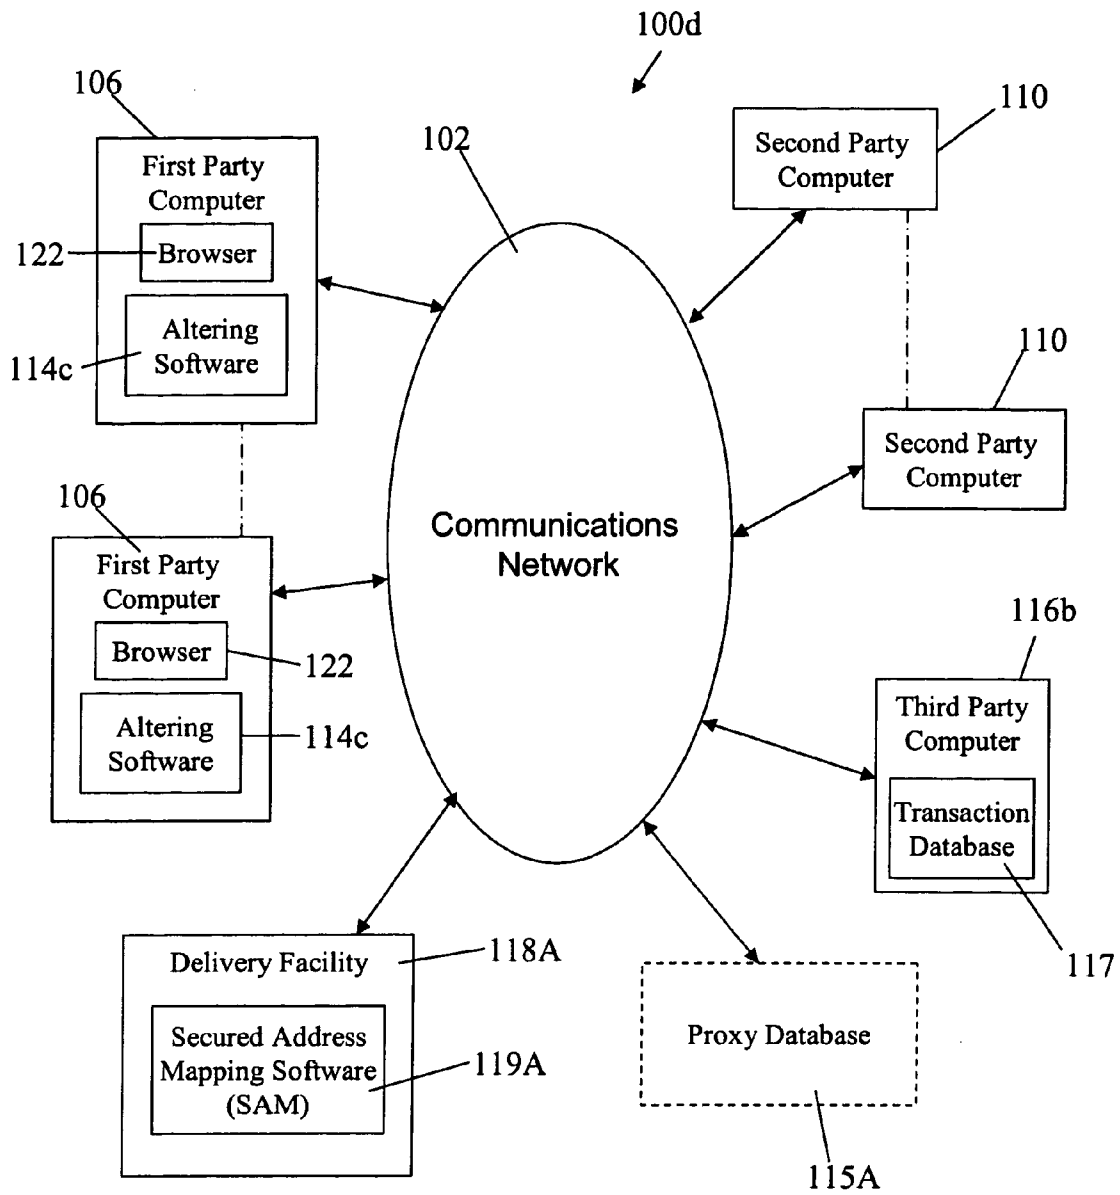 100d
106
First Party
Computer
122
Browser
Altering
Software
114c
102
110
Second Party
Computer
110
Second Party
Computer
Communications
Network
106
First Party
Computer
Browser
122
Altering
Software
114c
116b
Third Party
Computer
Transaction
Database
117
Delivery Facility
118A
Secured Address
Mapping Software
(SAM)
119A
Proxy Database
115A